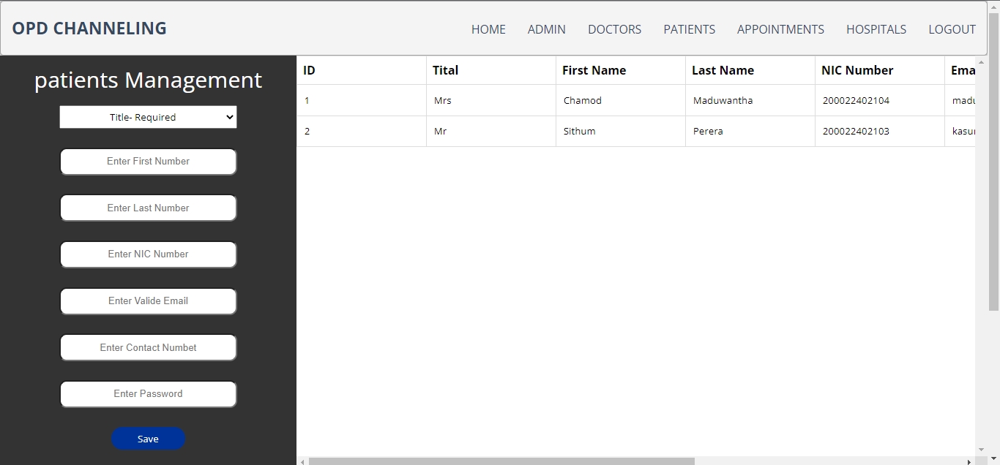 OPD CHANNELING
HOME ADMIN DOCTORS PATIENTS APPOINTMENTS HOSPITALS LOGOUT
patients Management
Title- Required
Enter First Number
Enter Last Number
Enter NIC Number
Enter Valide Email
Enter Contact Numbet
Enter Password
Save
ID Tital First Name Last Name NIC Number Ema
1 Mrs Chamod Maduwantha 200022402104 madu
2 Mr Sithum Perera 200022402103 kasur